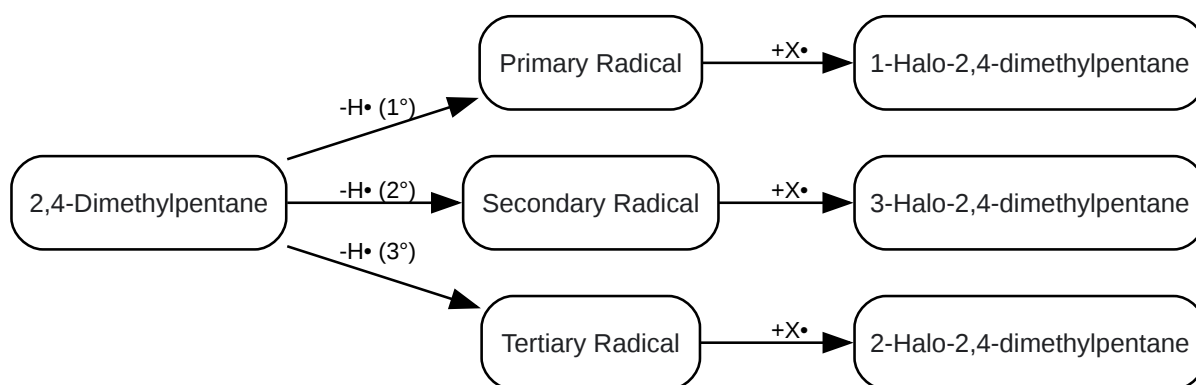 Primary Radical
+X•
1-Halo-2,4-dimethylpentane
-H• (1°)
2,4-Dimethylpentane
-H• (2°)
Secondary Radical
+X•
3-Halo-2,4-dimethylpentane
-H• (3°)
Tertiary Radical
+X•
2-Halo-2,4-dimethylpentane